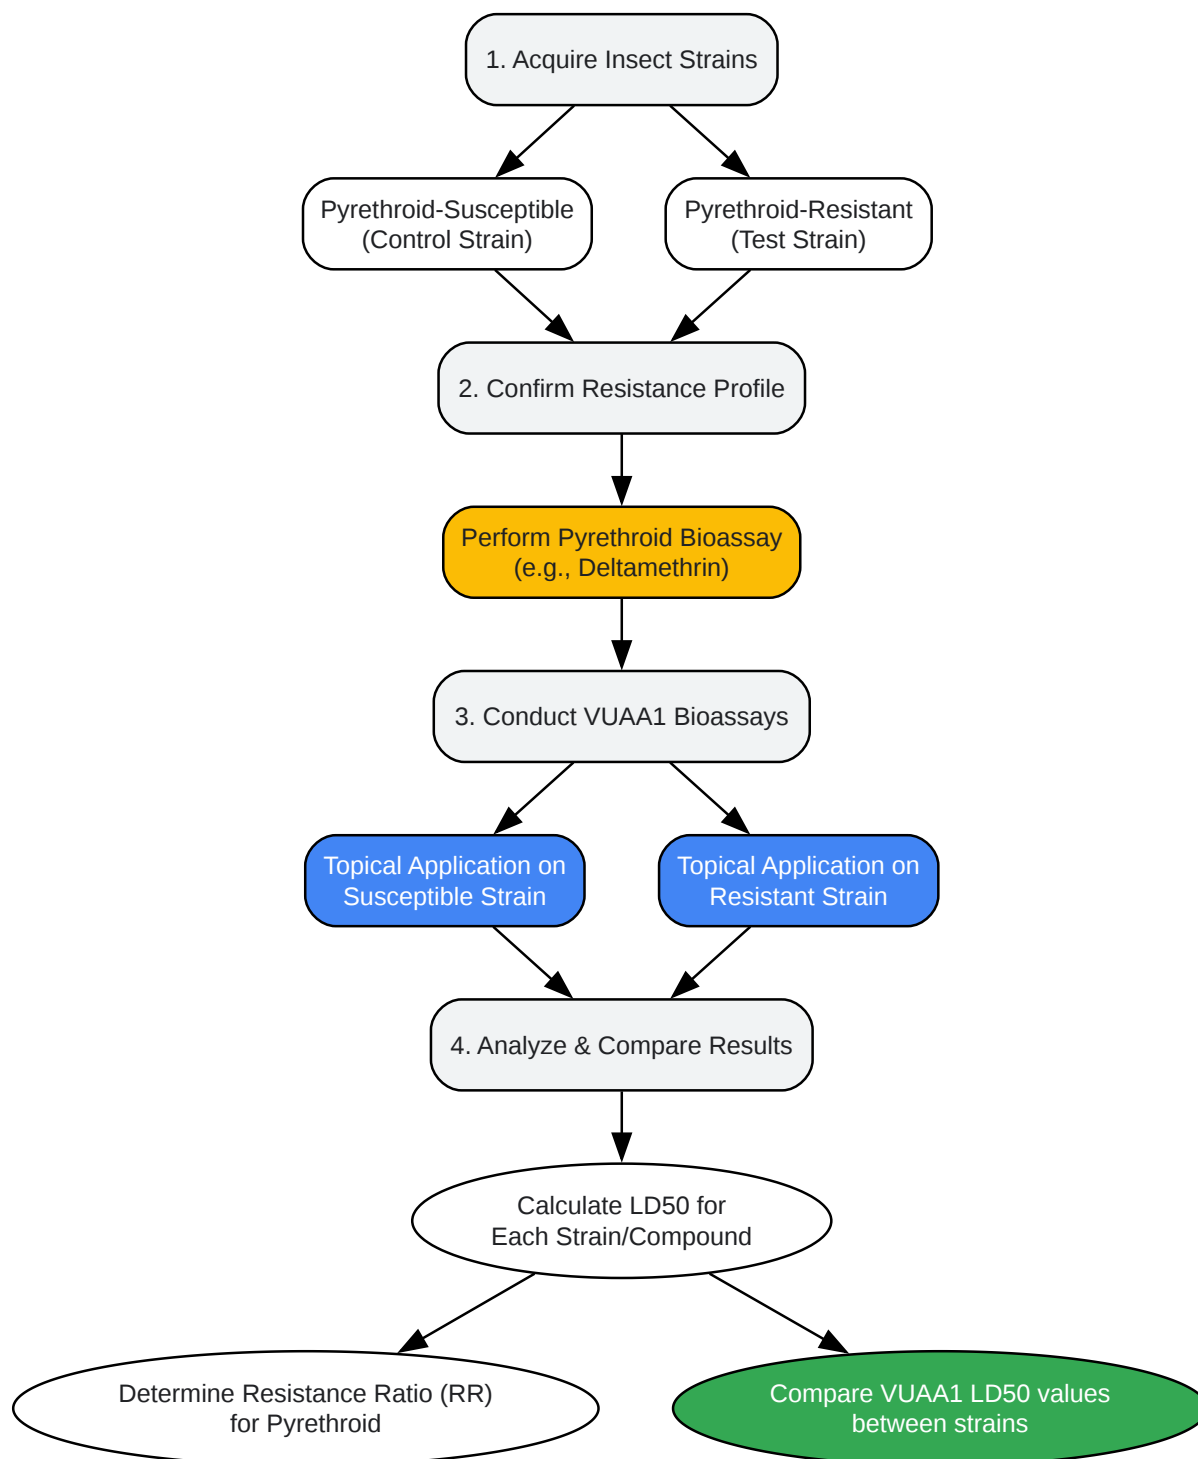 1. Acquire Insect Strains
Pyrethroid-Susceptible
(Control Strain)
Pyrethroid-Resistant
(Test Strain)
2. Confirm Resistance Profile
Perform Pyrethroid Bioassay
(e.g., Deltamethrin)
3. Conduct VUAA1 Bioassays
Topical Application on
Susceptible Strain
Topical Application on
Resistant Strain
4. Analyze & Compare Results
Calculate LD50 for
Each Strain/Compound
Determine Resistance Ratio (RR)
for Pyrethroid
Compare VUAA1 LD50 values
between strains